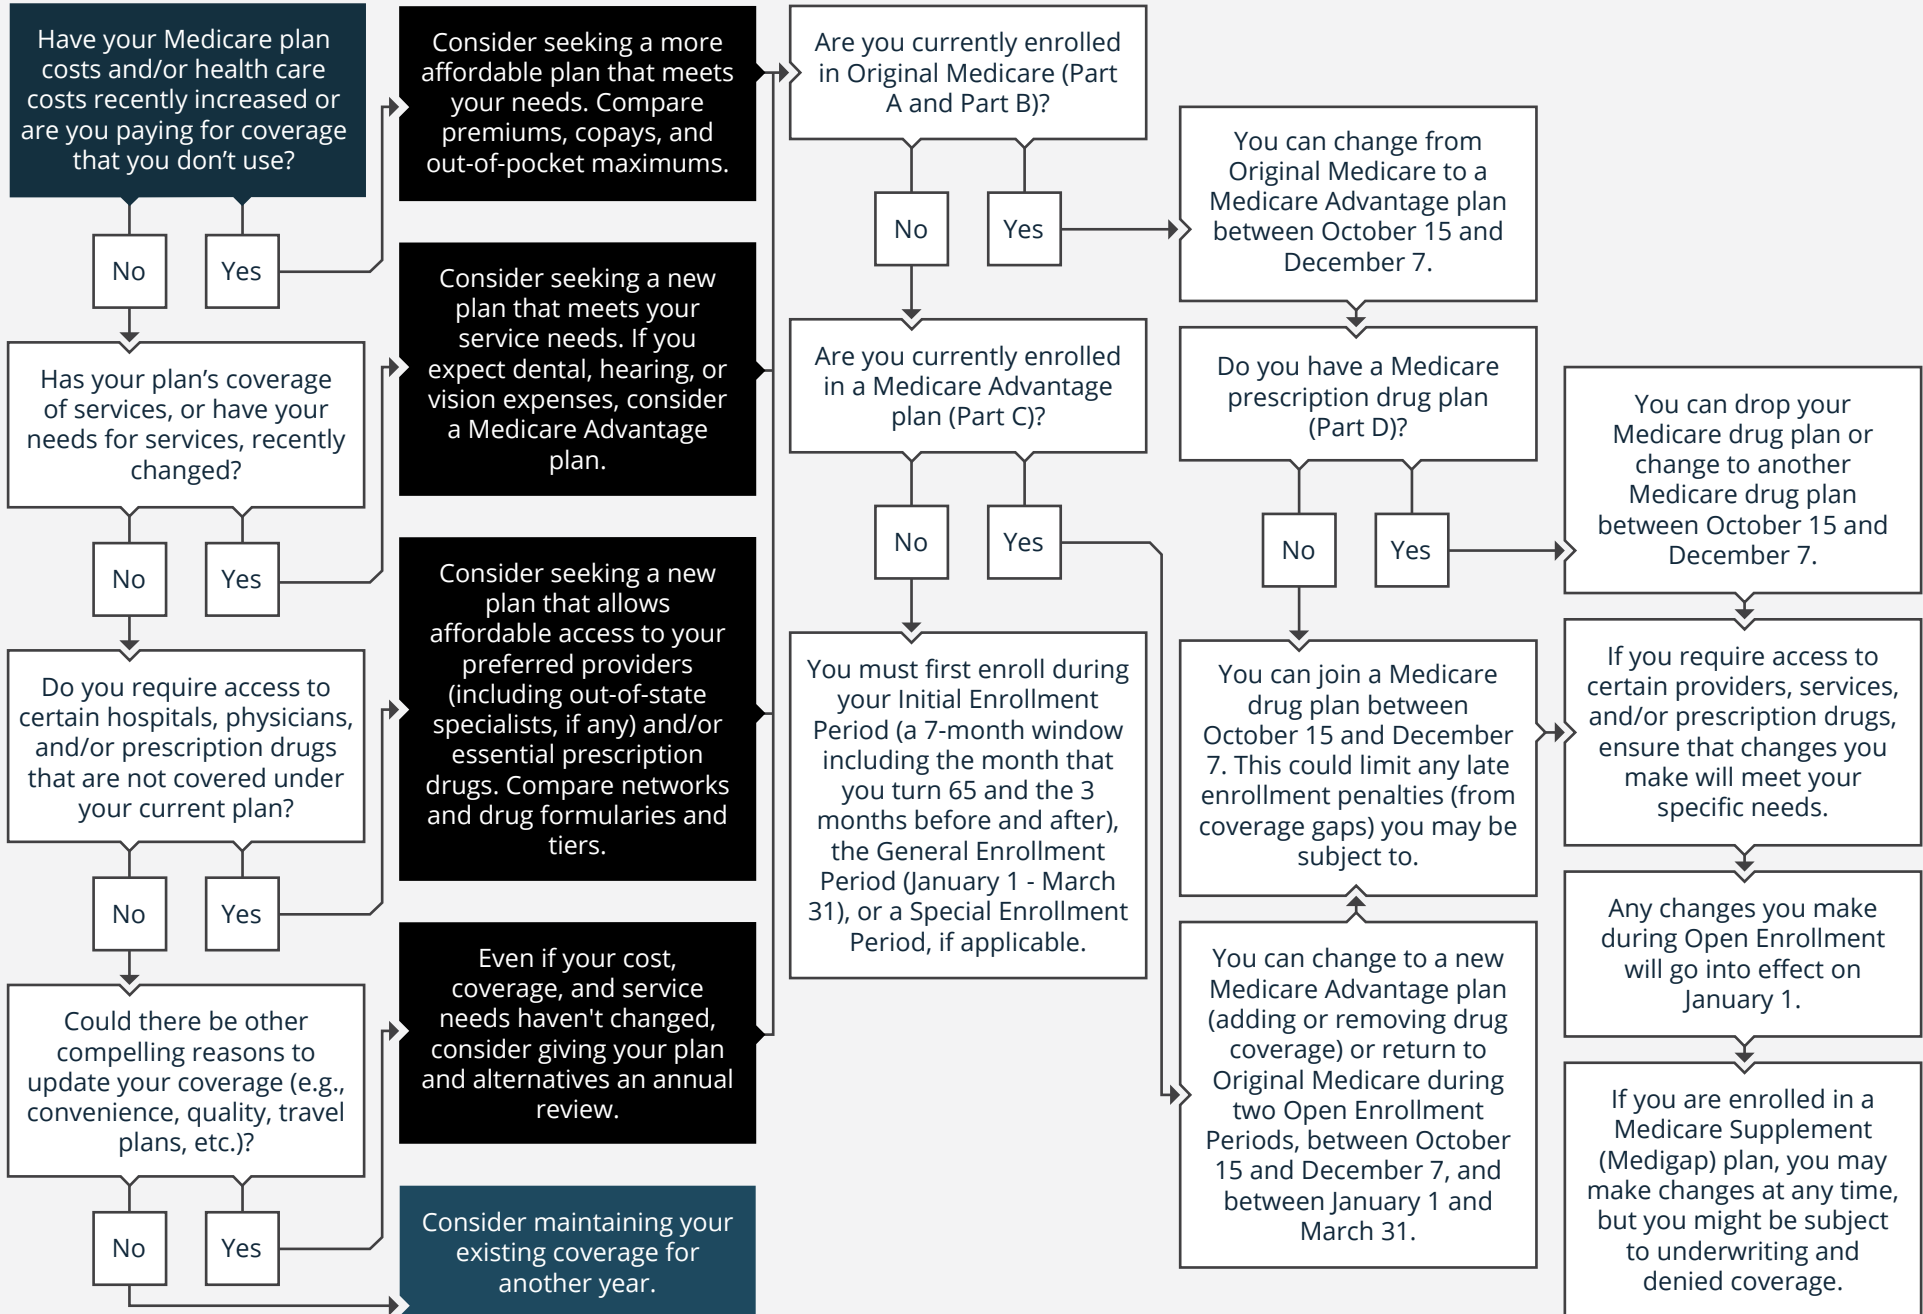 Have your Medicare plan
costs and/or health care
costs recently increased or
are you paying for coverage
that you don't use?
No
Yes
Consider seeking a more
affordable plan that meets
your needs. Compare
premiums, copays, and
out-of-pocket maximums.
Has your plan's coverage
of services, or have your
needs for services, recently
changed?
No
Yes
Consider seeking a new
plan that meets your
service needs. If you
expect dental, hearing, or
vision expenses, consider
a Medicare Advantage
plan.
Do you require access to
certain hospitals, physicians,
and/or prescription drugs
that are not covered under
your current plan?
No
Yes
Consider seeking a new
plan that allows
affordable access to your
preferred providers
(including out-of-state
specialists, if any) and/or
essential prescription
drugs. Compare networks
and drug formularies and
tiers.
Could there be other
compelling reasons to
update your coverage (e.g.,
convenience, quality, travel
plans, etc.)?
No
Yes
Even if your cost,
coverage, and service
needs haven't changed,
consider giving your plan
and alternatives an annual
review.
Consider maintaining your
existing coverage for
another year.
Are you currently enrolled
in Original Medicare (Part
A and Part B)?
No
Yes
Are you currently enrolled
in a Medicare Advantage
plan (Part C)?
No
Yes
You must first enroll during
your Initial Enrollment
Period (a 7-month window
including the month that
you turn 65 and the 3
months before and after),
the General Enrollment
Period (January 1 - March
31), or a Special Enrollment
Period, if applicable.
You can change from
Original Medicare to a
Medicare Advantage plan
between October 15 and
December 7.
Do you have a Medicare
prescription drug plan
(Part D)?
No
Yes
You can join a Medicare
drug plan between
October 15 and December
7. This could limit any late
enrollment penalties (from
coverage gaps) you may be
subject to.
You can change to a new
Medicare Advantage plan
(adding or removing drug
coverage) or return to
Original Medicare during
two Open Enrollment
Periods, between October
15 and December 7, and
between January 1 and
March 31.
You can drop your
Medicare drug plan or
change to another
Medicare drug plan
between October 15 and
December 7.
If you require access to
certain providers, services,
and/or prescription drugs,
ensure that changes you
make will meet your
specific needs.
Any changes you make
during Open Enrollment
will go into effect on
January 1.
If you are enrolled in a
Medicare Supplement
(Medigap) plan, you may
make changes at any time,
but you might be subject
to underwriting and
denied coverage.